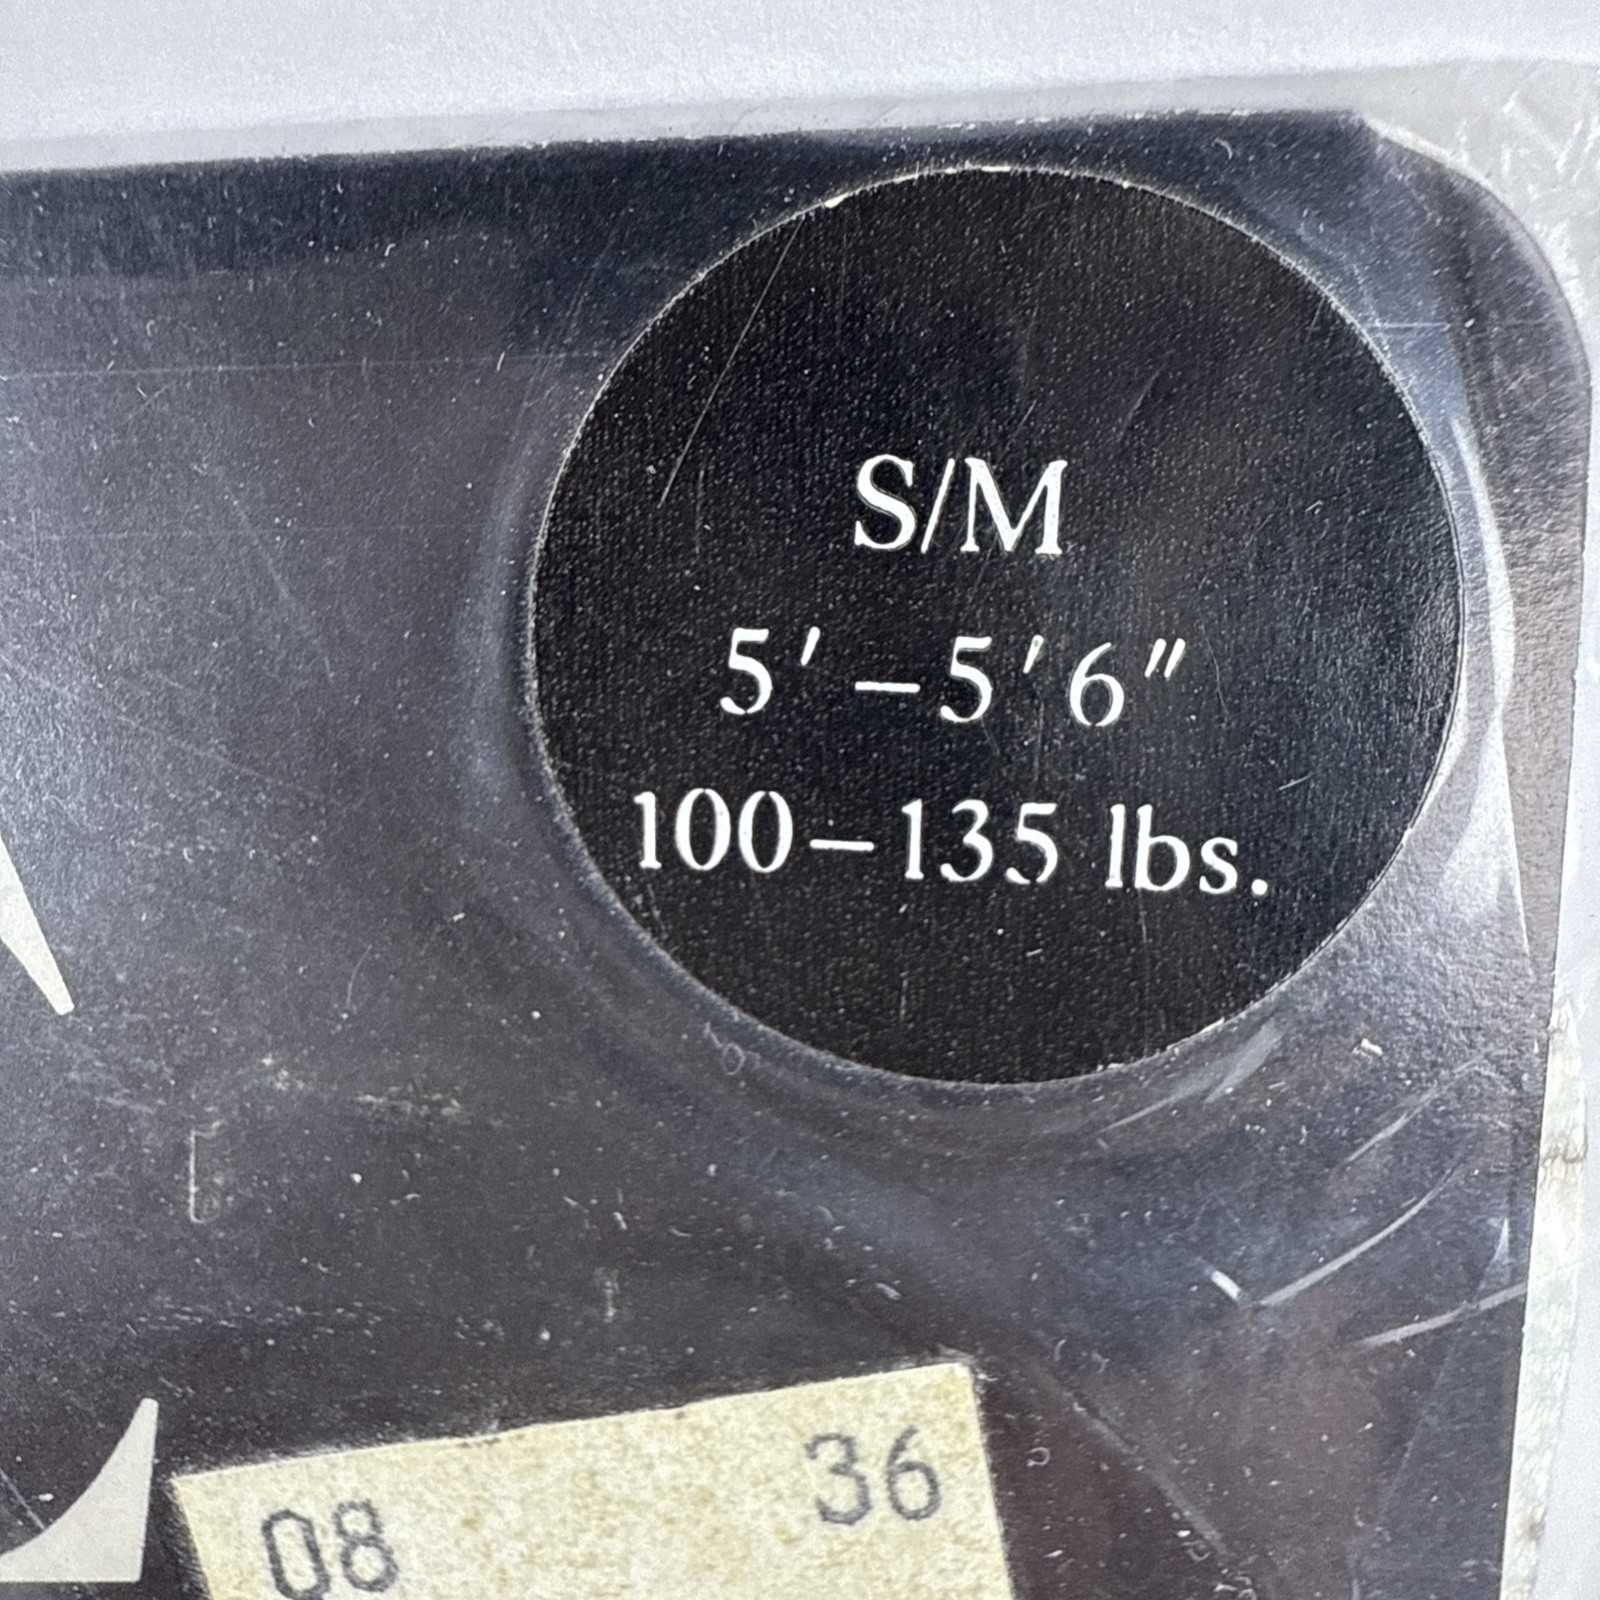 S/M
5' – 5' 6"
100 – 135 lbs.
08 36